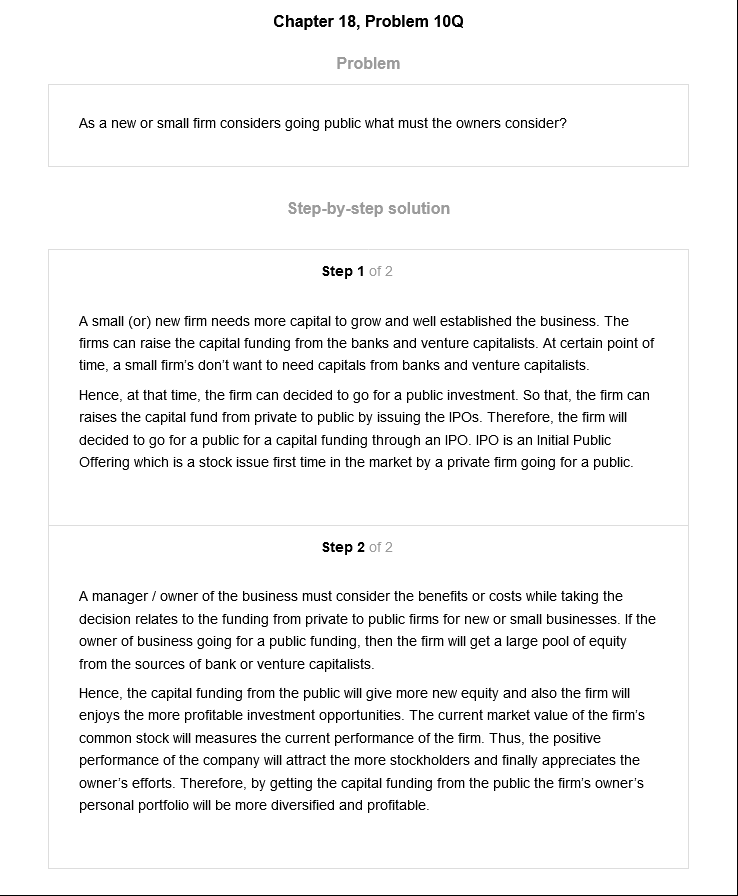 Chapter 18, Problem 10Q
Problem
As a new or small firm considers going public what must the owners consider?
Step-by-step solution
Step 1 of 2
A small (or) new firm needs more capital to grow and well established the business. The
firms can raise the capital funding from the banks and venture capitalists. At certain point of
time, a small firm's don't want to need capitals from banks and venture capitalists.
Hence, at that time, the firm can decided to go for a public investment. So that, the firm can
raises the capital fund from private to public by issuing the IPOs. Therefore, the firm will
decided to go for a public for a capital funding through an IPO. IPO is an Initial Public
Offering which is a stock issue first time in the market by a private firm going for a public.
Step 2 of 2
A manager / owner of the business must consider the benefits or costs while taking the
decision relates to the funding from private to public firms for new or small businesses. If the
owner of business going for a public funding, then the firm will get a large pool of equity
from the sources of bank or venture capitalists.
Hence, the capital funding from the public will give more new equity and also the firm will
enjoys the more profitable investment opportunities. The current market value of the firm's
common stock will measures the current performance of the firm. Thus, the positive
performance of the company will attract the more stockholders and finally appreciates the
owner's efforts. Therefore, by getting the capital funding from the public the firm's owner's
personal portfolio will be more diversified and profitable.